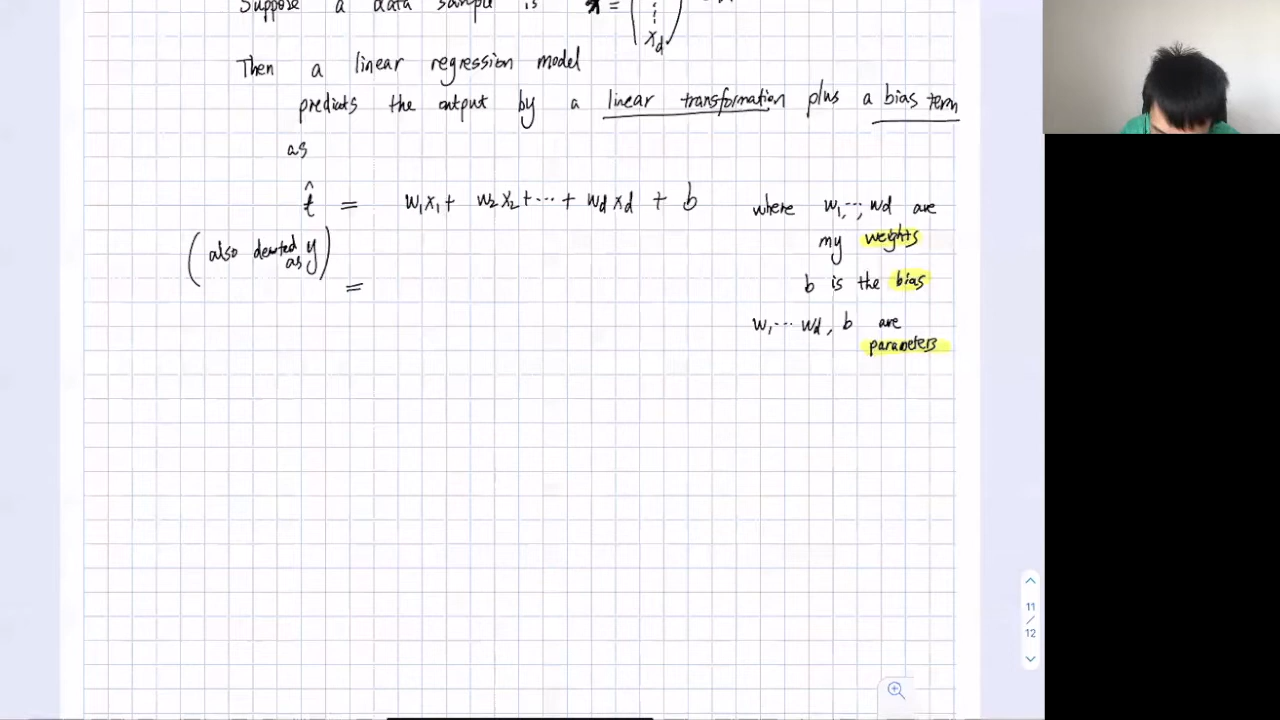 Suppose a data sample is x = ( ⋮ x_d )
Then a linear regression model
predicts the output by a linear transformation plus a bias term
as
t̂ = w₁x₁ + w₂x₂ + ⋯ + w_d x_d + b where w₁, ⋯, w_d are
(also denoted as y) my weights
= b is the bias
w₁ ⋯ w_d, b are
parameters
11
/
12